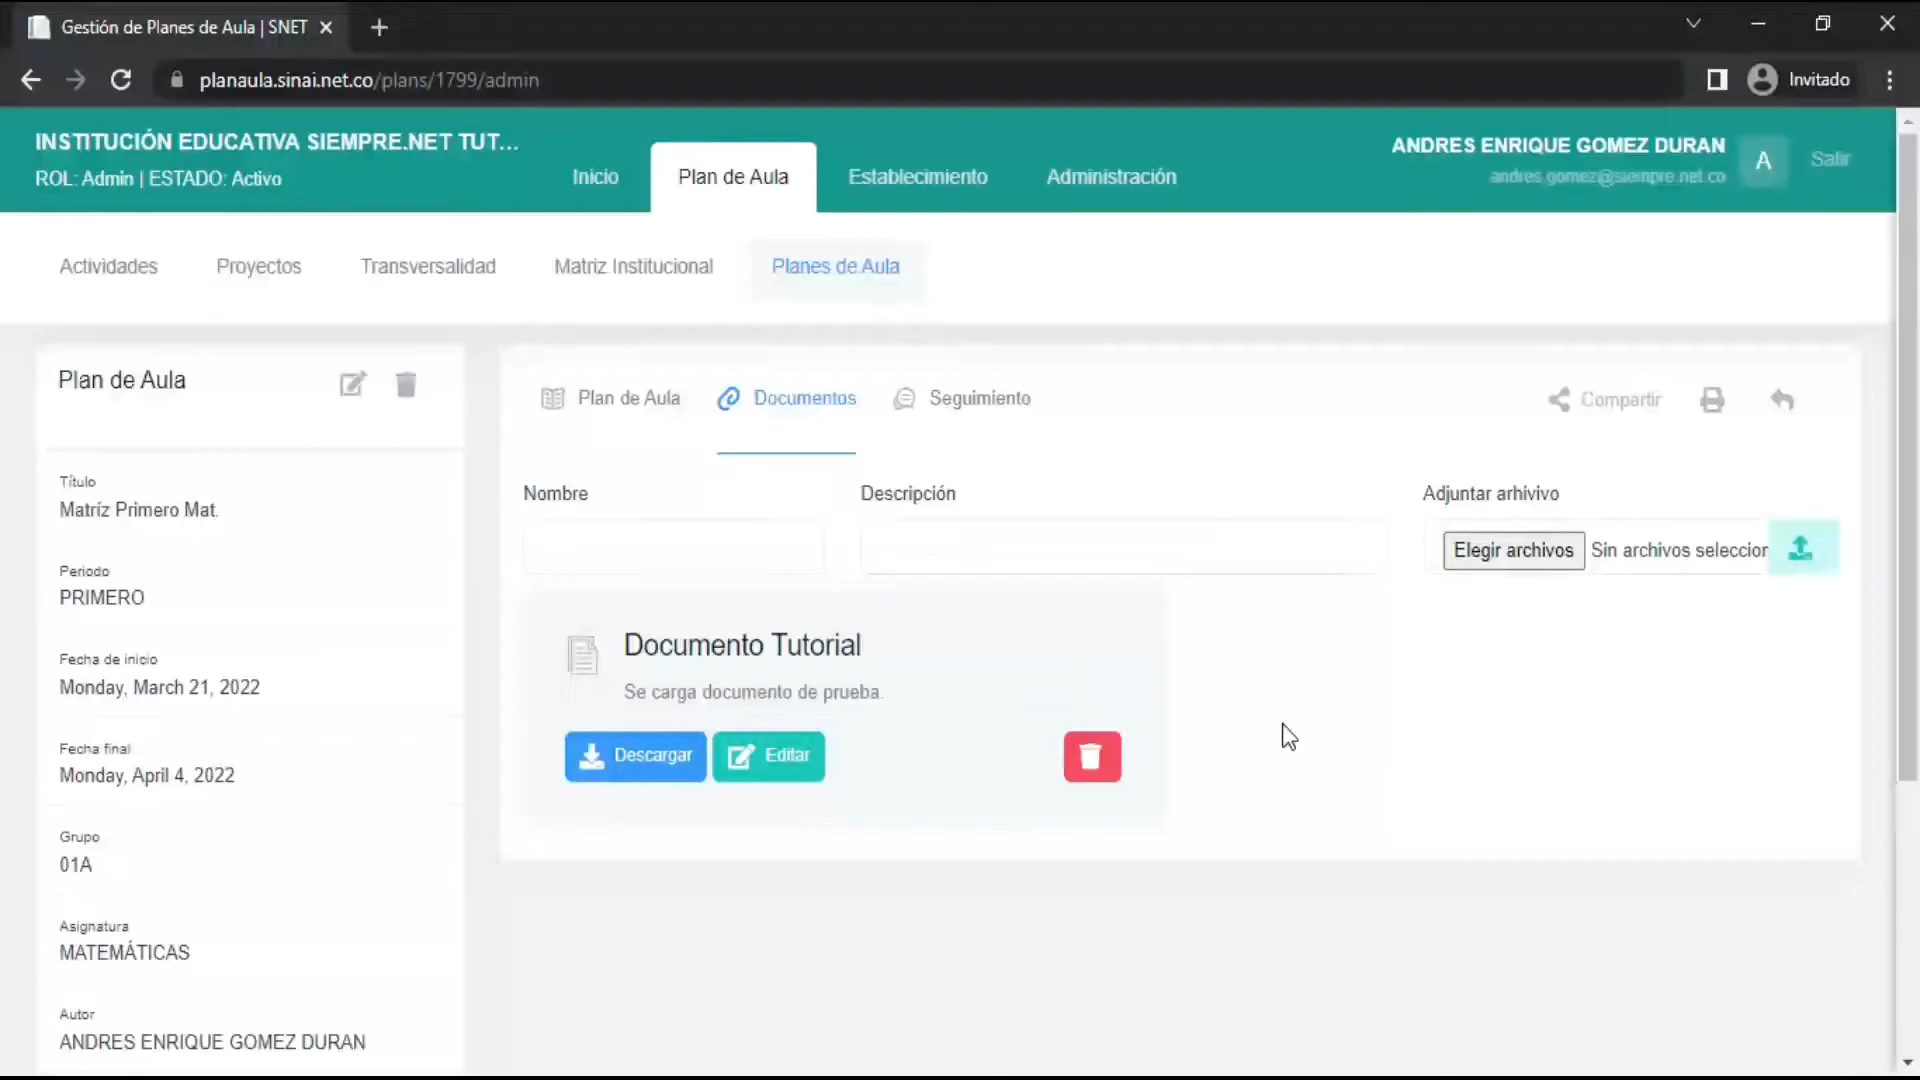 Gestión de Planes de Aula | SNET
planaula.sinai.net.co/plans/1799/admin
Invitado
INSTITUCIÓN EDUCATIVA SIEMPRE.NET TUT...
ROL: Admin | ESTADO: Activo
Inicio
Plan de Aula
Establecimiento
Administración
ANDRES ENRIQUE GOMEZ DURAN
andres.gomez@siempre.net.co
A
Salir
Actividades
Proyectos
Transversalidad
Matriz Institucional
Planes de Aula
Plan de Aula
Título
Matríz Primero Mat.
Periodo
PRIMERO
Fecha de inicio
Monday, March 21, 2022
Fecha final
Monday, April 4, 2022
Grupo
01A
Asignatura
MATEMÁTICAS
Autor
ANDRES ENRIQUE GOMEZ DURAN
Plan de Aula
Documentos
Seguimiento
Compartir
Nombre
Descripción
Adjuntar arhivivo
Elegir archivos
Sin archivos seleccion
Documento Tutorial
Se carga documento de prueba.
Descargar
Editar